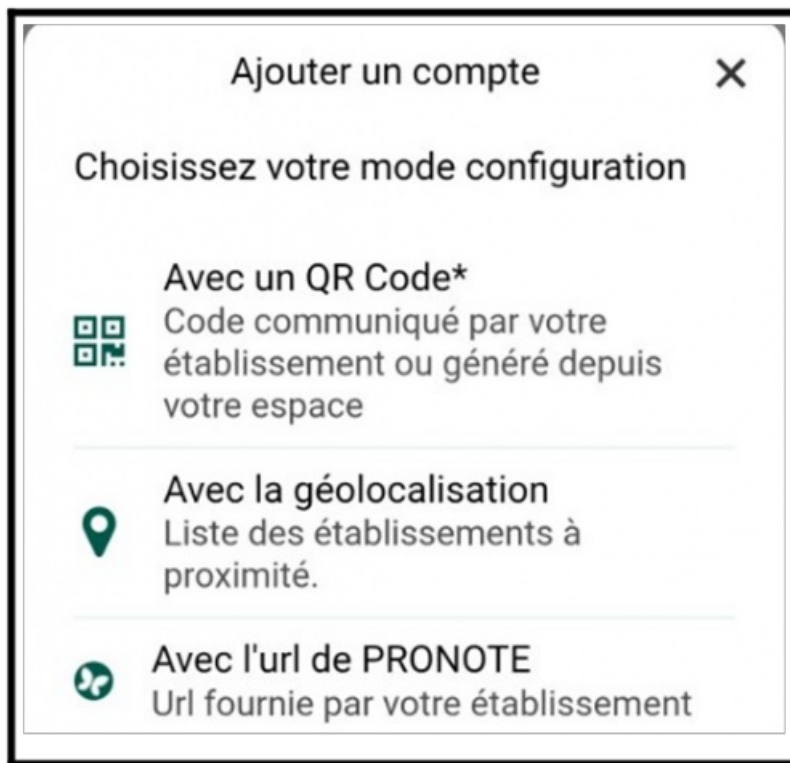 Ajouter un compte
Choisissez votre mode configuration
Avec un QR Code*
Code communiqué par votre
établissement ou généré depuis
votre espace
Avec la géolocalisation
Liste des établissements à
proximité.
Avec l'url de PRONOTE
Url fournie par votre établissement